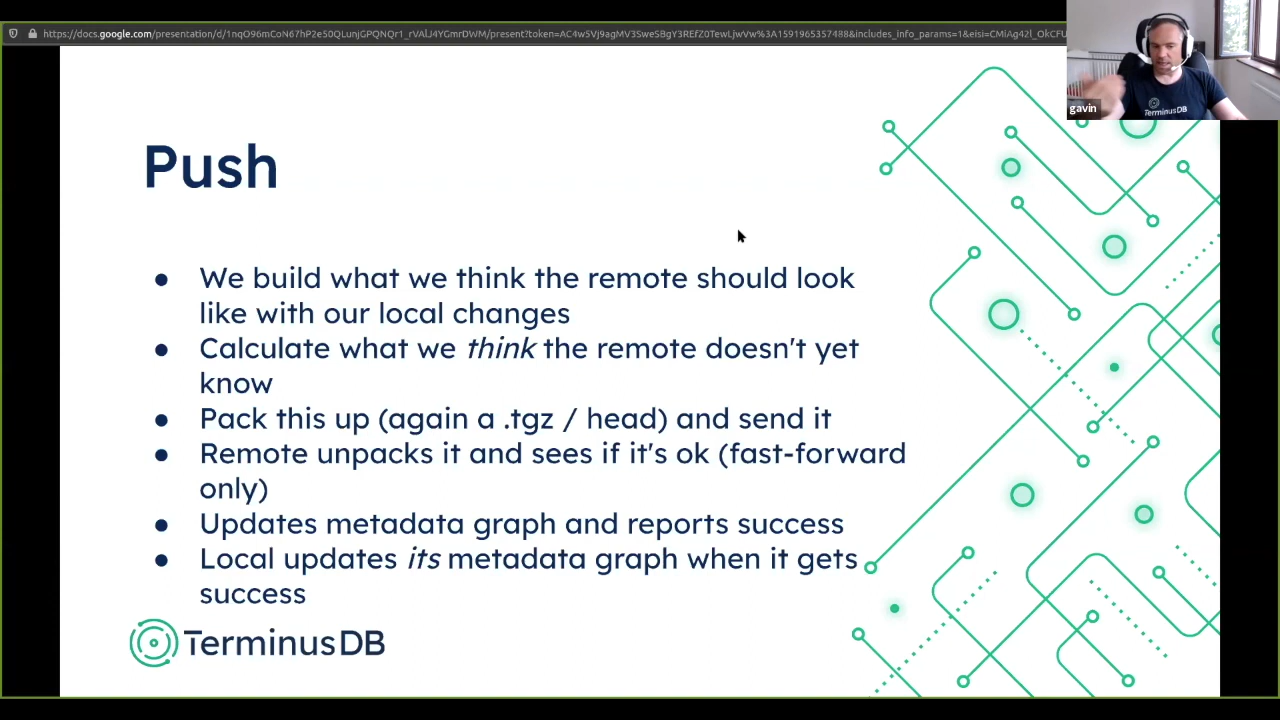 gavin
TerminusDB
Push
● We build what we think the remote should look
like with our local changes
● Calculate what we think the remote doesn't yet
know
● Pack this up (again a .tgz / head) and send it
● Remote unpacks it and sees if it's ok (fast-forward
only)
● Updates metadata graph and reports success
● Local updates its metadata graph when it gets
success
TerminusDB